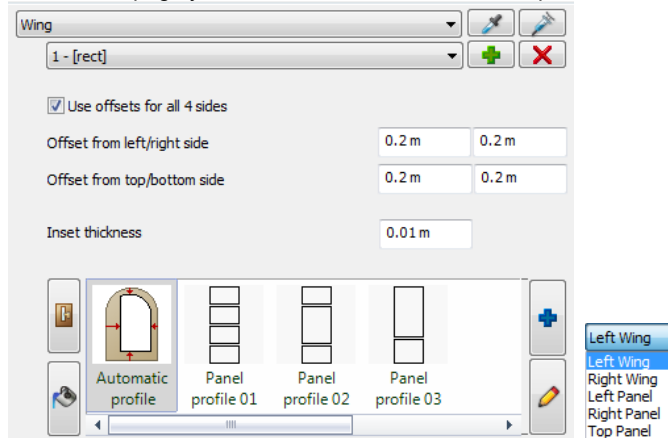 Wing
1 - [rect]
Use offsets for all 4 sides
Offset from left/right side 0.2 m 0.2 m
Offset from top/bottom side 0.2 m 0.2 m
Inset thickness 0.01 m
Automatic profile
Panel profile 01
Panel profile 02
Panel profile 03
Left Wing
Left Wing
Right Wing
Left Panel
Right Panel
Top Panel